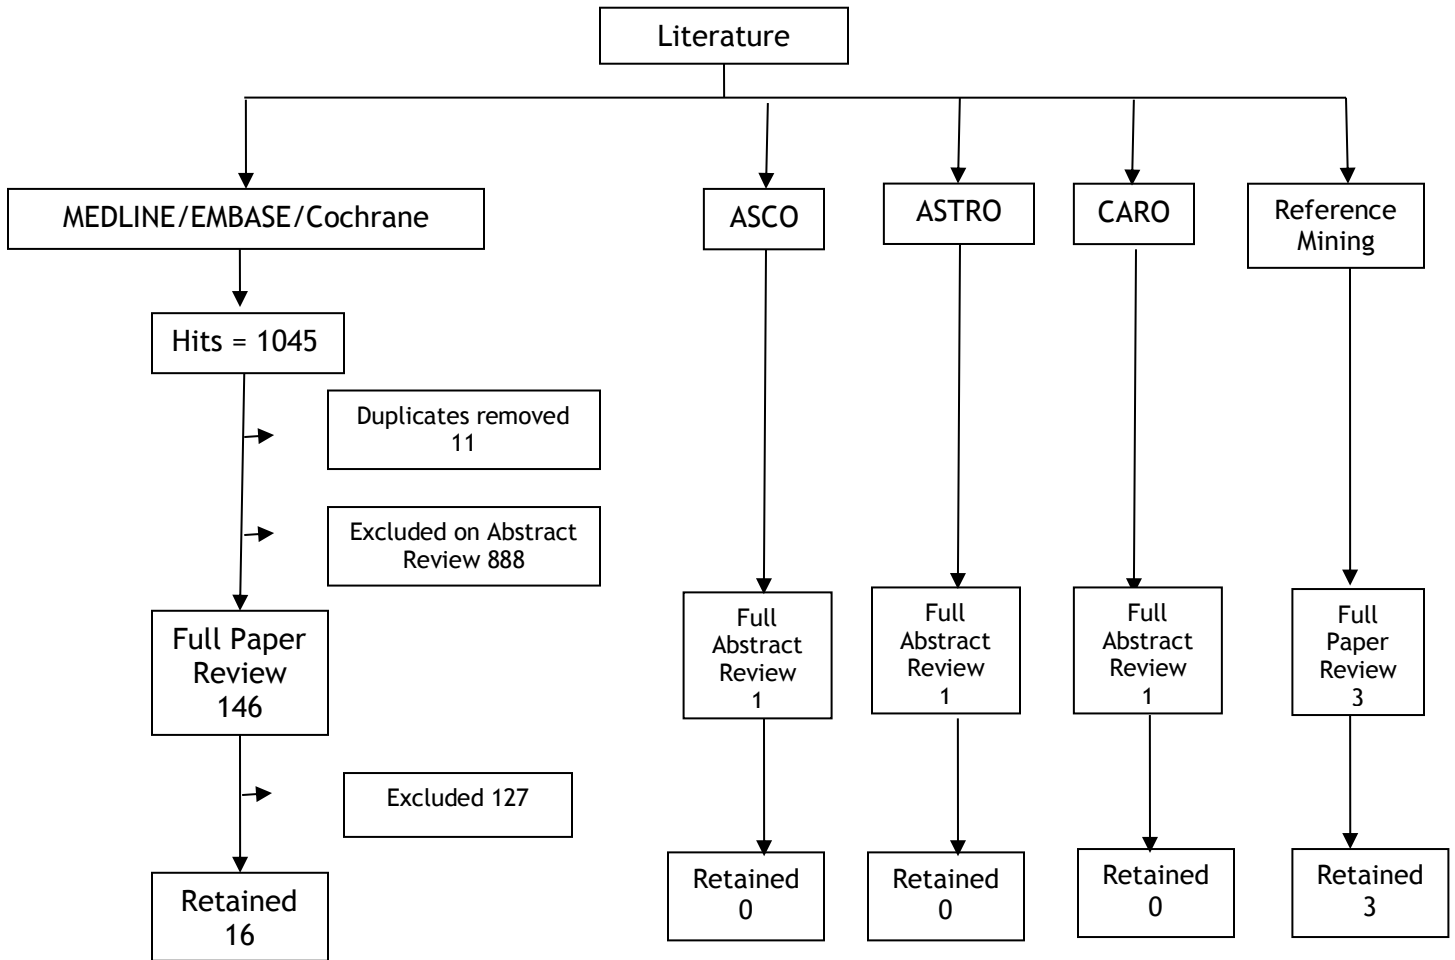 Literature
MEDLINE/EMBASE/Cochrane
ASCO
ASTRO
CARO
Reference
Mining
Hits = 1045
Duplicates removed
11
Excluded on Abstract
Review 888
Full Paper
Review
146
Full
Abstract
Review
1
Full
Abstract
Review
1
Full
Abstract
Review
1
Full
Paper
Review
3
Excluded 127
Retained
16
Retained
0
Retained
0
Retained
0
Retained
3